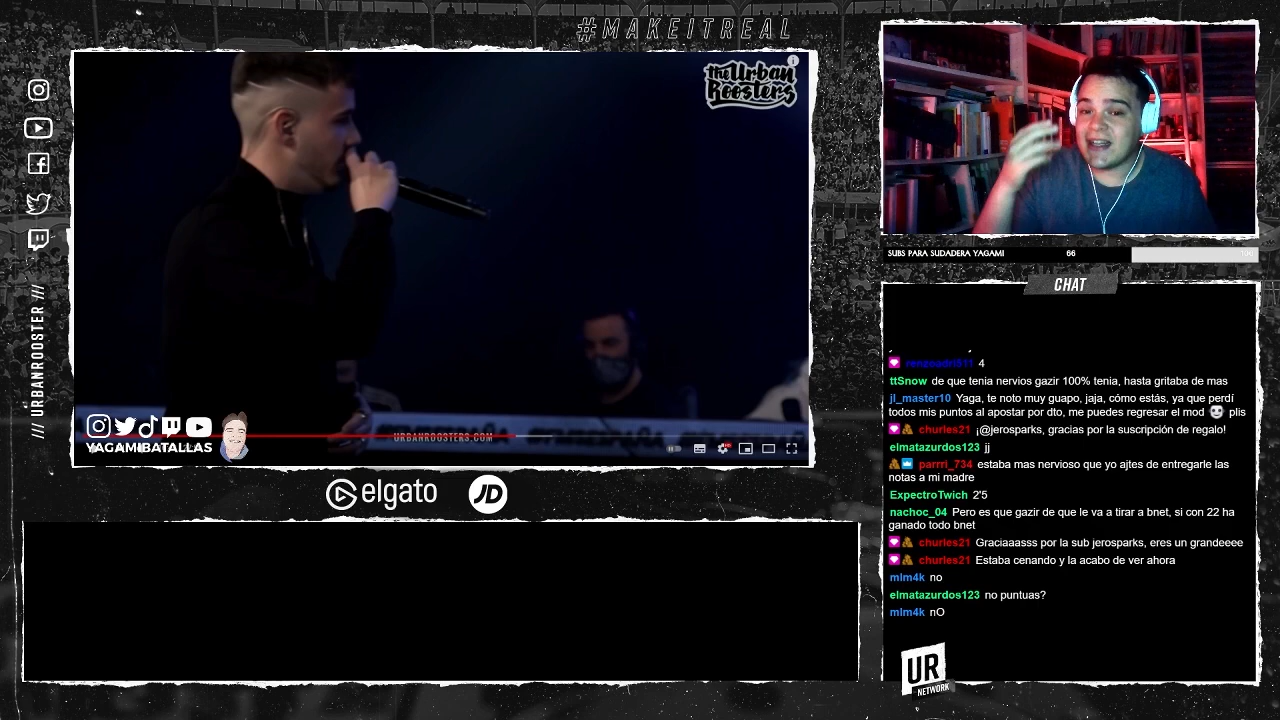 #MAKEITREAL
the Urban
Roosters
/// URBANROOSTER ///
URBANROOSTERS.COM
YAGAMIBATALLAS
elgato
JD
SUBS PARA SUDADERA YAGAMI 66 100
CHAT
renzoadri511 4
ttSnow de que tenia nervios gazir 100% tenia, hasta gritaba de mas
jl_master10 Yaga, te noto muy guapo, jaja, cómo estás, ya que perdí
todos mis puntos al apostar por dto, me puedes regresar el mod plis
churles21 ¡@jerosparks, gracias por la suscripción de regalo!
elmatazurdos123 jj
parrri_734 estaba mas nervioso que yo ajtes de entregarle las
notas a mi madre
ExpectroTwich 2'5
nachoc_04 Pero es que gazir de que le va a tirar a bnet, si con 22 ha
ganado todo bnet
churles21 Graciaaasss por la sub jerosparks, eres un grandeeee
churles21 Estaba cenando y la acabo de ver ahora
mlm4k no
elmatazurdos123 no puntuas?
mlm4k nO
UR
NETWORK